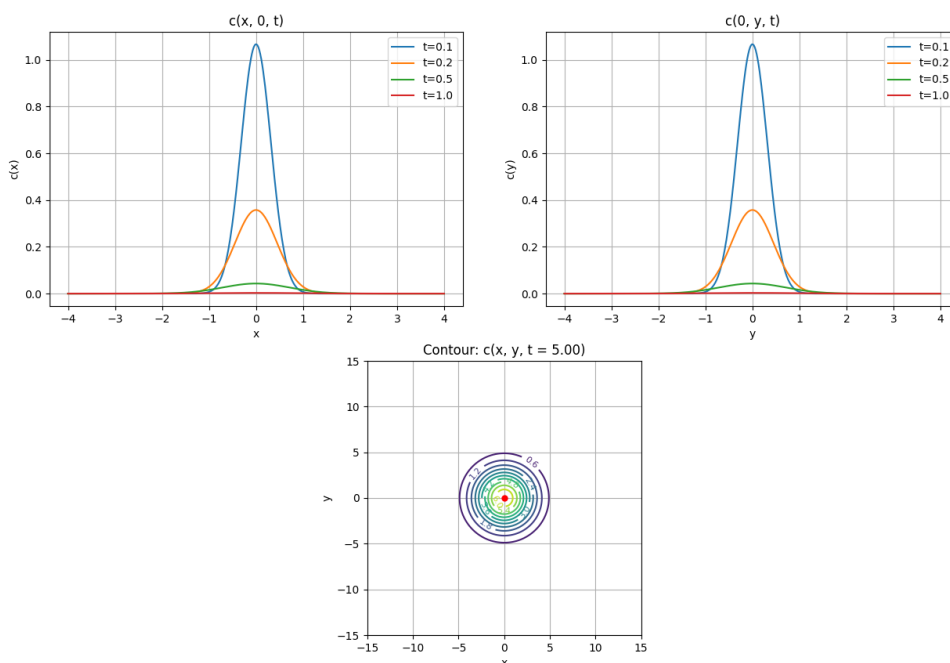 c(x, 0, t)
c(x)
1.0
0.8
0.6
0.4
0.2
0.0
t=0.1
t=0.2
t=0.5
t=1.0
−4 −3 −2 −1 0 1 2 3 4
x
c(0, y, t)
c(y)
1.0
0.8
0.6
0.4
0.2
0.0
t=0.1
t=0.2
t=0.5
t=1.0
−4 −3 −2 −1 0 1 2 3 4
y
Contour: c(x, y, t = 5.00)
y
15
10
5
0
−5
−10
−15
0.6
1.2
1.8
−15 −10 −5 0 5 10 15
x